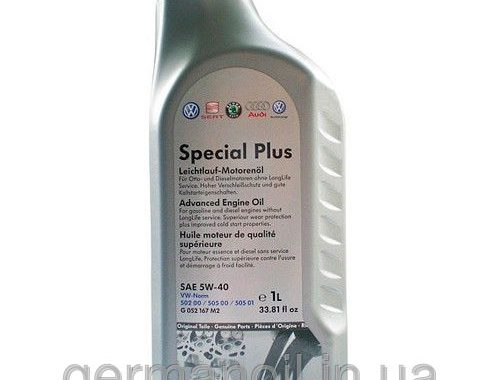 SEAT
Audi
Special Plus
Leichtlauf-Motorenöl
Für Otto- und Dieselmotoren ohne LongLife
Service. Hoher Verschleißschutz und gute
Kaltstarteigenschaften.
Advanced Engine Oil
For gasoline and diesel engines without
LongLife service. Superiour wear protection
plus improved cold start properties.
Huile moteur de qualité
supérieure
Pour moteur essence et diesel sans service
LongLife. Protection supérieure contre l'usure
et démarrage à froid facilité.
SAE 5W-40
VW-Norm
502 00 / 505 00 / 505 01
G 052 167 M2
e 1L
33.81 fl oz
Original Teile · Genuine Parts · Pièces d'Origine ·
germanoil.in.ua